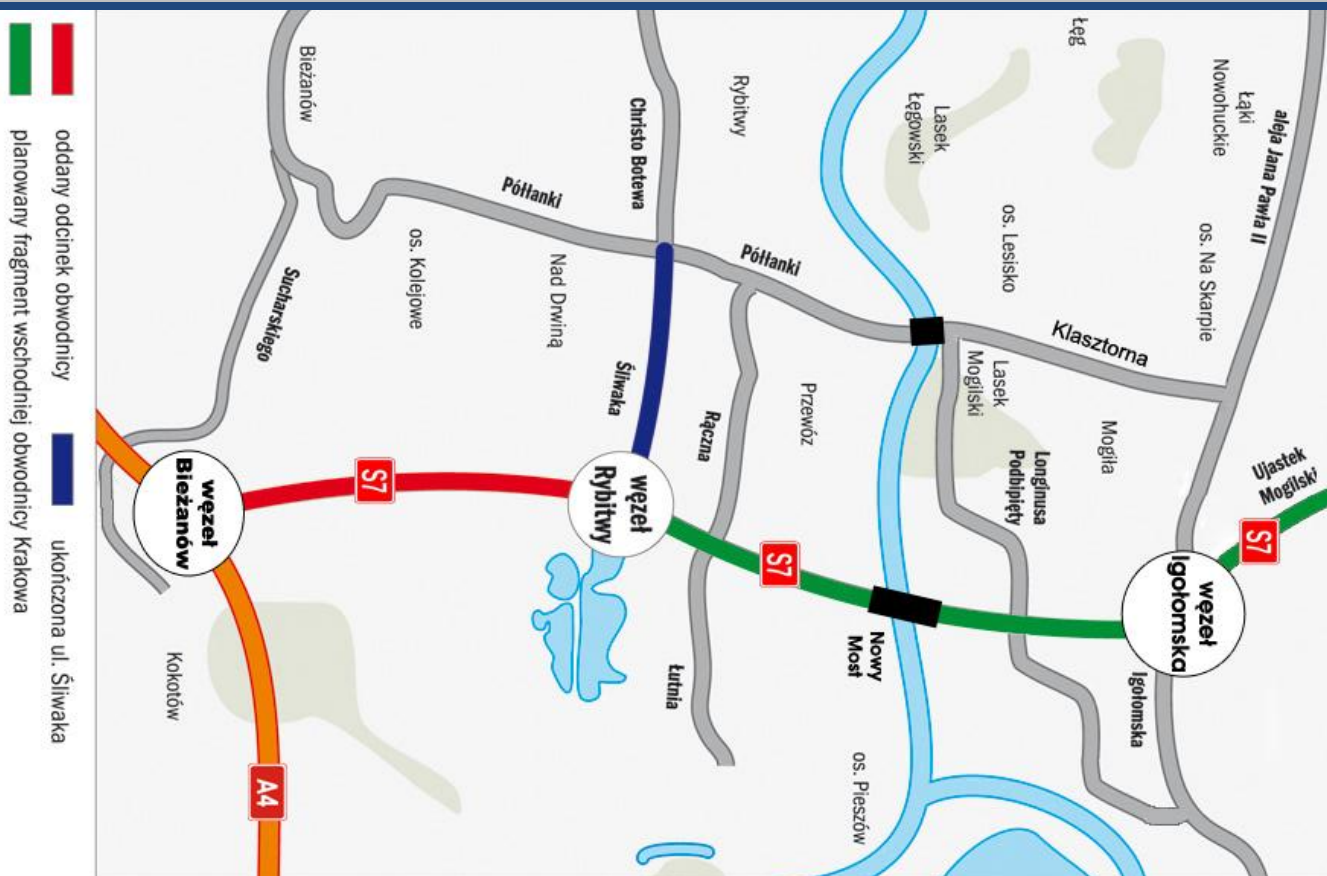 aleja Jana Pawła II
Ujastek
Mogilski
S7
Łąki
Nowohuckie
os. Na Skarpie
węzeł
Igołomska
Igołomska
Łęg
Klasztorna
Mogiła
os. Lesisko
Longinusa
Podbipięty
Lasek
Mogilski
Lasek
Łęgowski
Nowy
Most
os. Pieszów
Przewóz
Półłanki
S7
Rybitwy
Rączna
Łutnia
Christo Botewa
węzeł
Rybitwy
Śliwaka
Nad Drwiną
Półłanki
os. Kolejowe
S7
Bieżanów
Sucharskiego
A4
węzeł
Bieżanów
Kokotów
oddany odcinek obwodnicy
ukończona ul. Śliwaka
planowany fragment wschodniej obwodnicy Krakowa